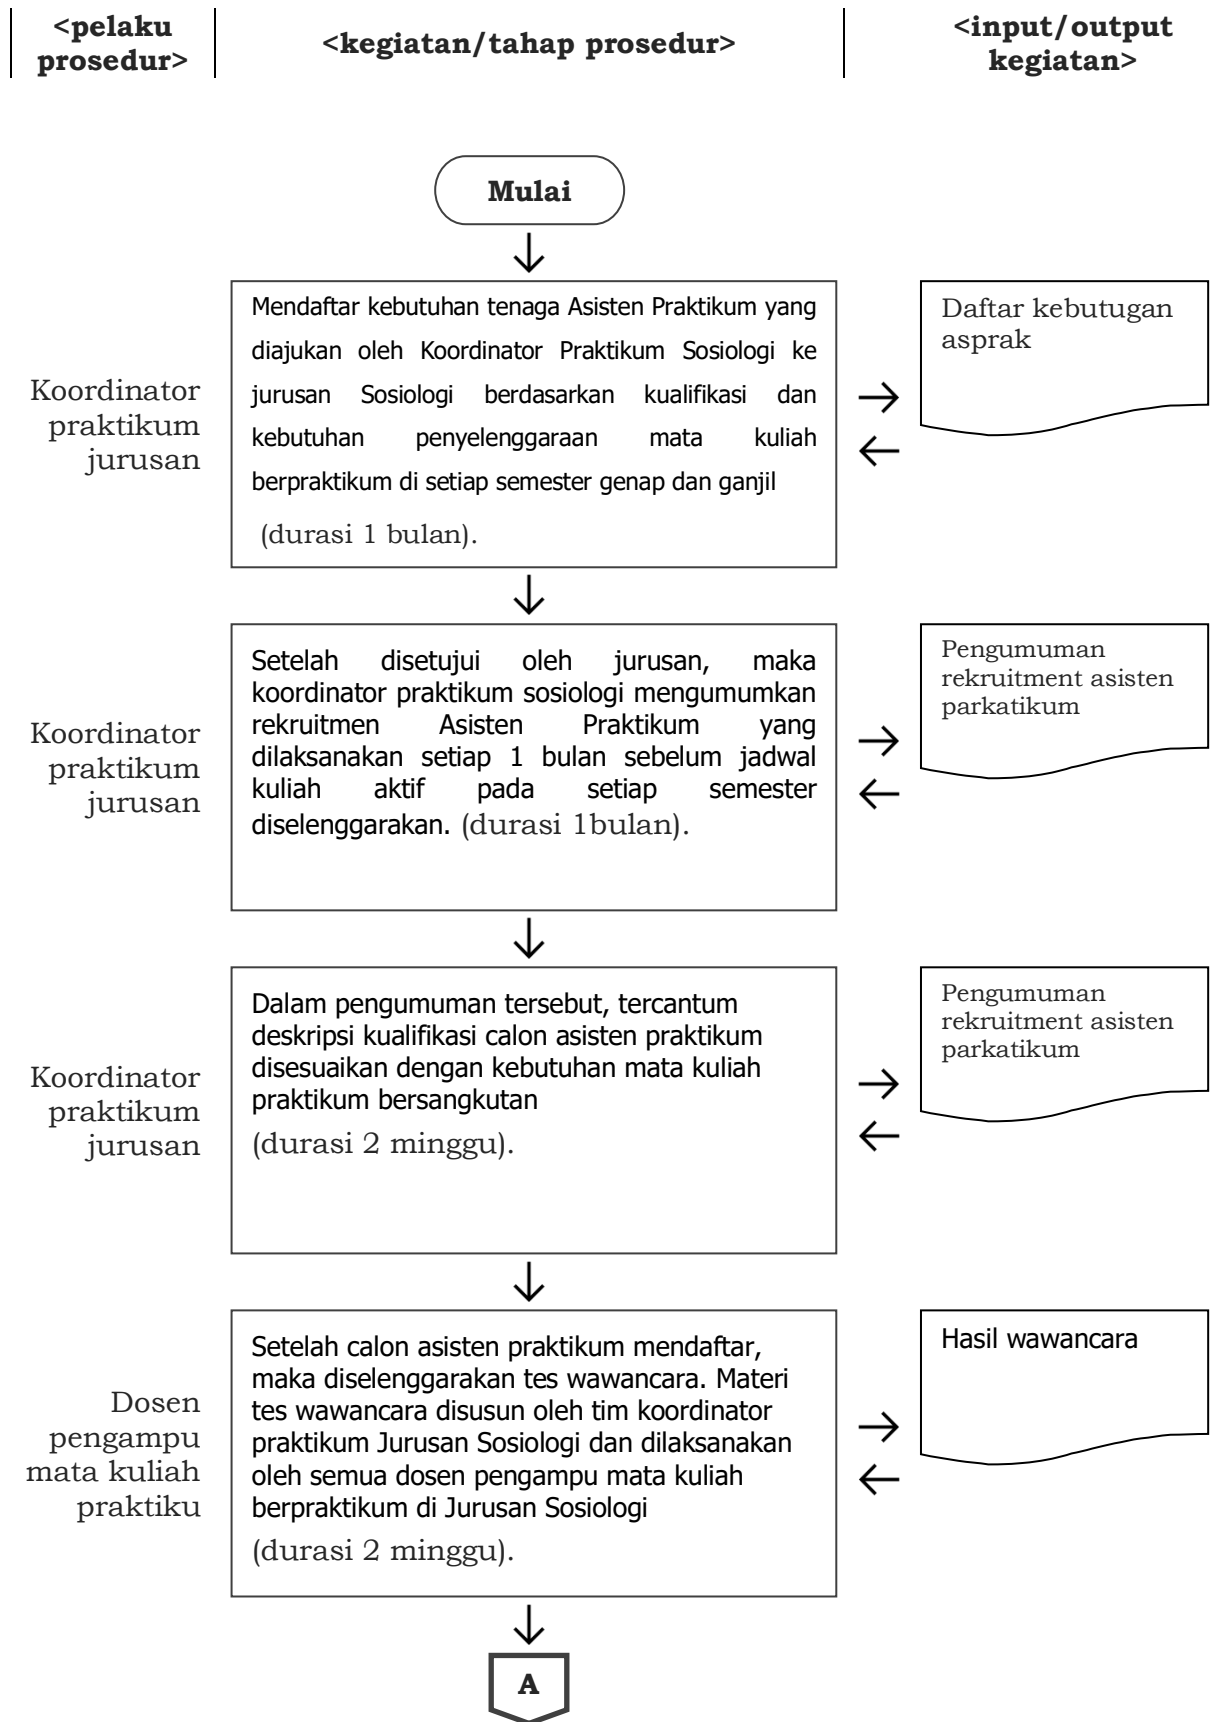 <pelaku
prosedur>
<kegiatan/tahap prosedur>
<input/output
kegiatan>
Mulai
Koordinator
praktikum
jurusan
Mendaftar kebutuhan tenaga Asisten Praktikum yang
diajukan oleh Koordinator Praktikum Sosiologi ke
jurusan Sosiologi berdasarkan kualifikasi dan
kebutuhan penyelenggaraan mata kuliah
berpraktikum di setiap semester genap dan ganjil
(durasi 1 bulan).
Daftar kebutugan
asprak
Koordinator
praktikum
jurusan
Setelah disetujui oleh jurusan, maka
koordinator praktikum sosiologi mengumumkan
rekruitmen Asisten Praktikum yang
dilaksanakan setiap 1 bulan sebelum jadwal
kuliah aktif pada setiap semester
diselenggarakan. (durasi 1bulan).
Pengumuman
rekruitment asisten
parkatikum
Koordinator
praktikum
jurusan
Dalam pengumuman tersebut, tercantum
deskripsi kualifikasi calon asisten praktikum
disesuaikan dengan kebutuhan mata kuliah
praktikum bersangkutan
(durasi 2 minggu).
Pengumuman
rekruitment asisten
parkatikum
Dosen
pengampu
mata kuliah
praktiku
Setelah calon asisten praktikum mendaftar,
maka diselenggarakan tes wawancara. Materi
tes wawancara disusun oleh tim koordinator
praktikum Jurusan Sosiologi dan dilaksanakan
oleh semua dosen pengampu mata kuliah
berpraktikum di Jurusan Sosiologi
(durasi 2 minggu).
Hasil wawancara
A